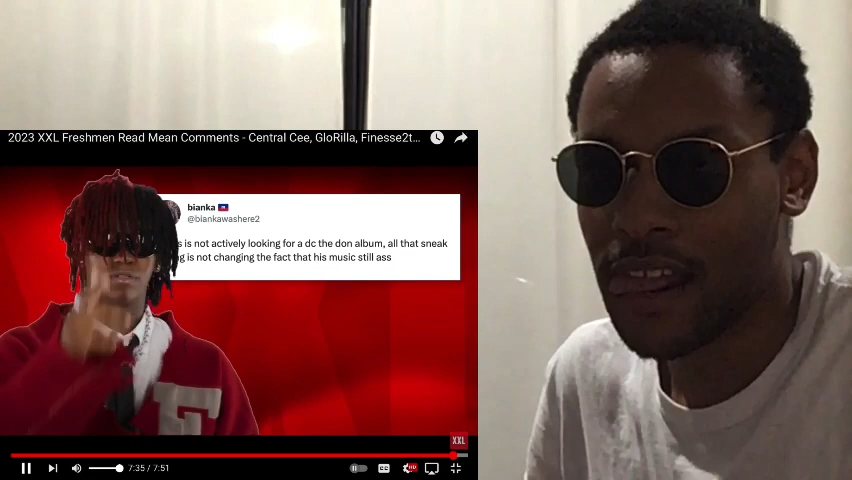 2023 XXL Freshmen Read Mean Comments - Central Cee, GloRilla, Finesse2t...
bianka
@biankawashere2
is not actively looking for a dc the don album, all that sneak
is not changing the fact that his music still ass
F
XXL
7:35 / 7:51
CC
HD